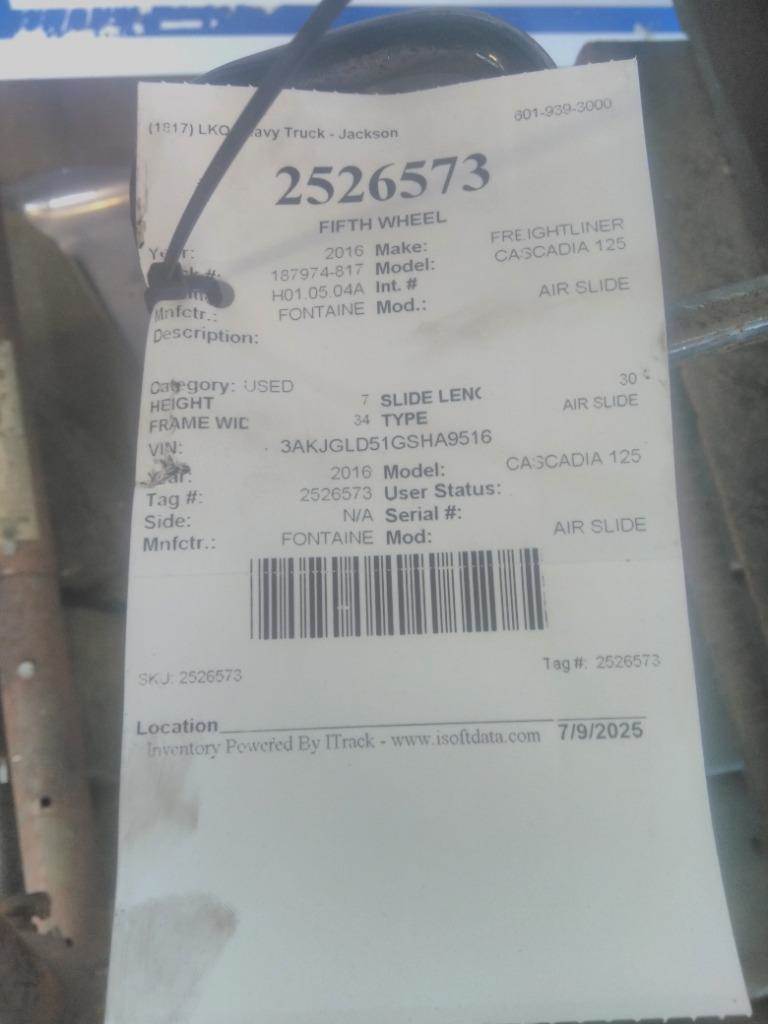 (1817) LKQ Heavy Truck - Jackson 601-939-3000
2526573
FIFTH WHEEL
Year: 2016 Make: FREIGHTLINER
#: 187974-817 Model: CASCADIA 125
H01.05.04A Int. #
Mnfctr.: FONTAINE Mod.: AIR SLIDE
Description:
Category: USED
HEIGHT 7 SLIDE LENG 30
FRAME WID 34 TYPE AIR SLIDE
VIN: 3AKJGLD51GSHA9516
Year: 2016 Model: CASCADIA 125
Tag #: 2526573 User Status:
Side: N/A Serial #:
Mnfctr.: FONTAINE Mod: AIR SLIDE
SKU: 2526573 Tag #: 2526573
Location
Inventory Powered By ITrack - www.isoftdata.com 7/9/2025